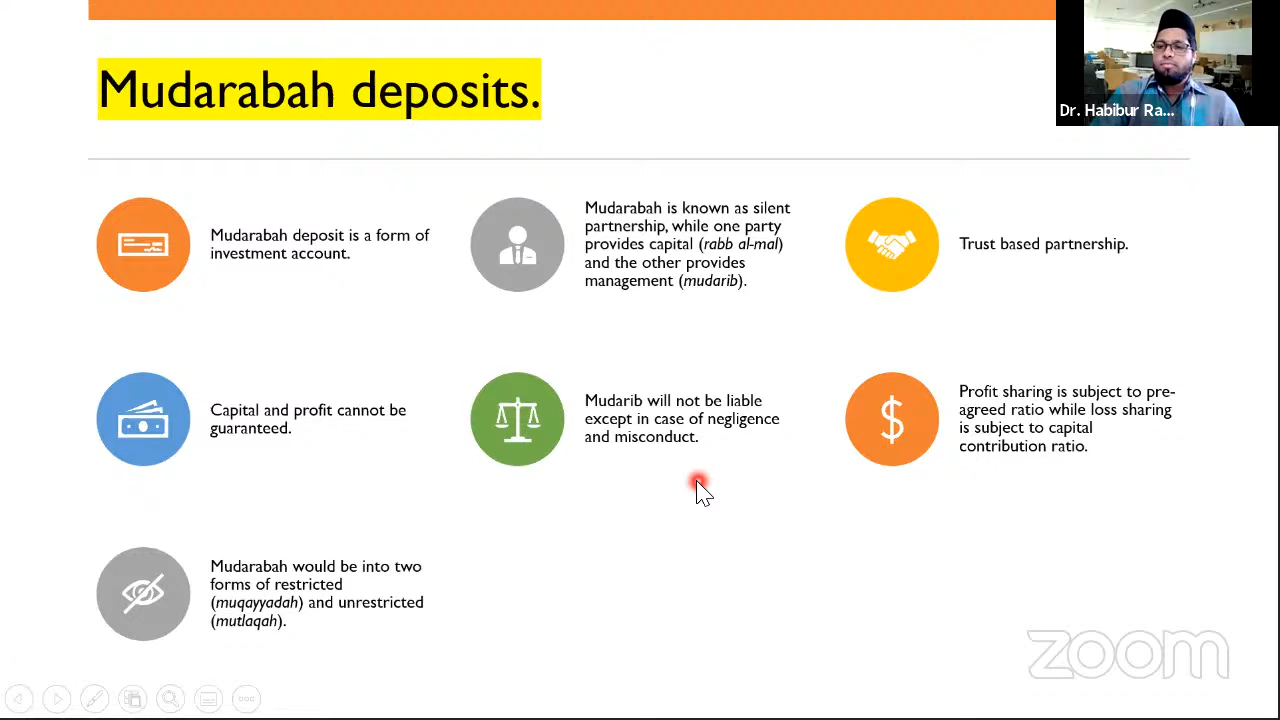 Mudarabah deposits.
Dr. Habibur Ra...
Mudarabah deposit is a form of
investment account.
Mudarabah is known as silent
partnership, while one party
provides capital (rabb al-mal)
and the other provides
management (mudarib).
Trust based partnership.
Capital and profit cannot be
guaranteed.
Mudarib will not be liable
except in case of negligence
and misconduct.
Profit sharing is subject to pre-
agreed ratio while loss sharing
is subject to capital
contribution ratio.
Mudarabah would be into two
forms of restricted
(muqayyadah) and unrestricted
(mutlaqah).
zoom